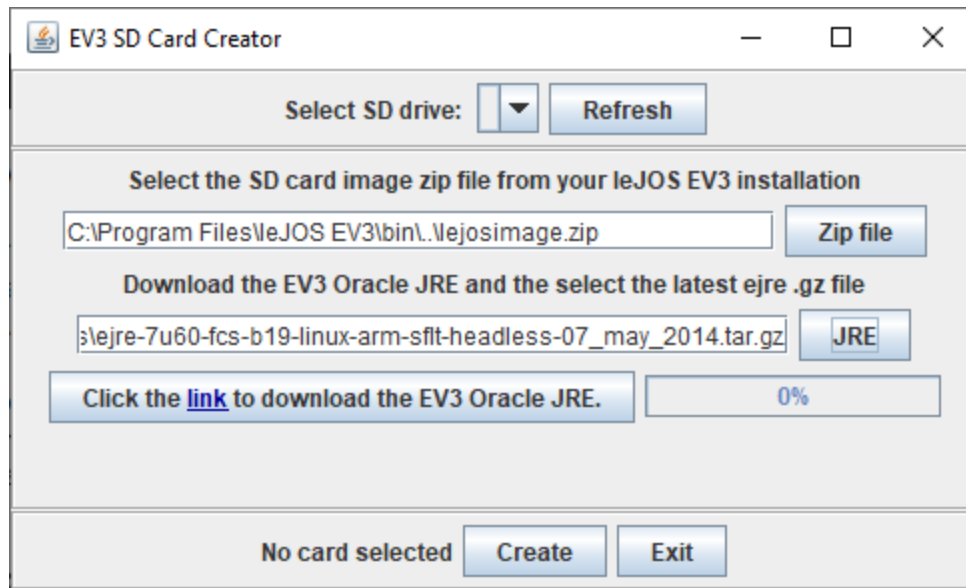 EV3 SD Card Creator
Select SD drive: Refresh
Select the SD card image zip file from your leJOS EV3 installation
C:\Program Files\leJOS EV3\bin\..\lejosimage.zip Zip file
Download the EV3 Oracle JRE and the select the latest ejre .gz file
s\ejre-7u60-fcs-b19-linux-arm-sflt-headless-07_may_2014.tar.gz JRE
Click the link to download the EV3 Oracle JRE. 0%
No card selected Create Exit